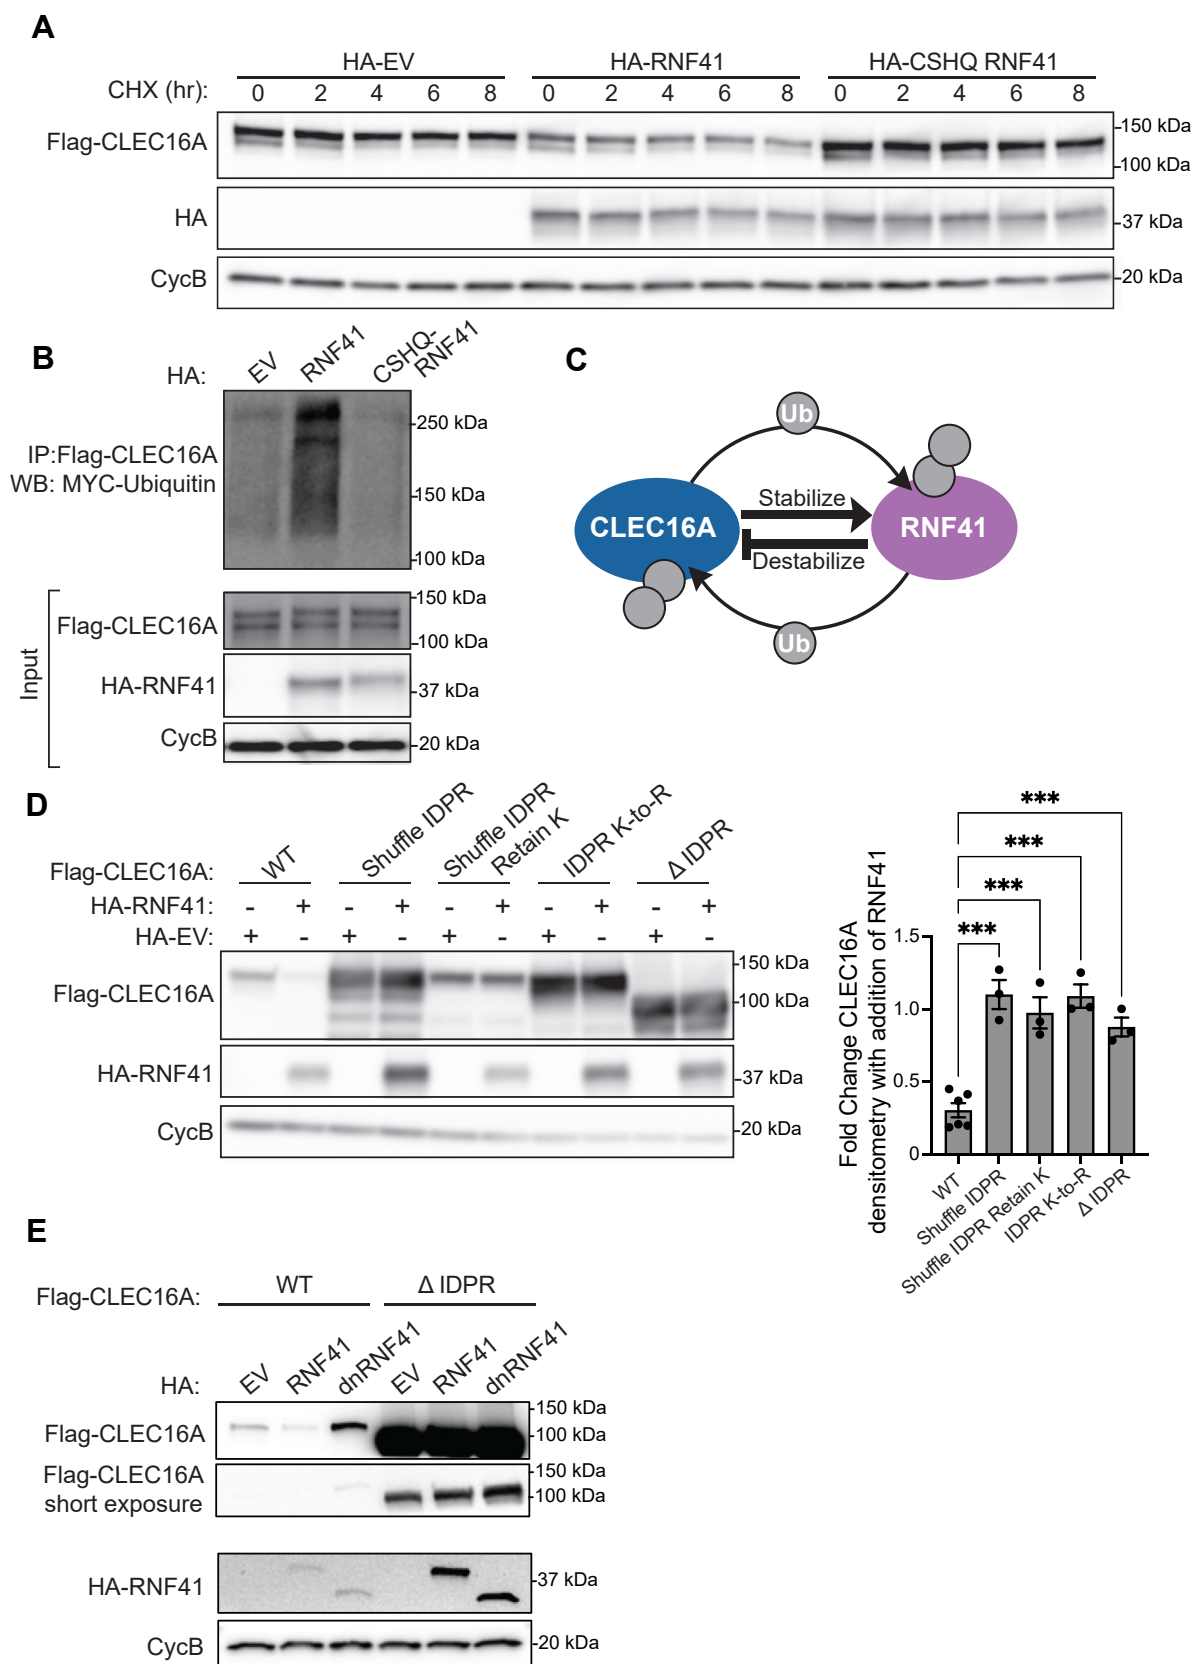 A
HA-EV HA-RNF41 HA-CSHQ RNF41
CHX (hr): 0 2 4 6 8 0 2 4 6 8 0 2 4 6 8
Flag-CLEC16A
150 kDa
100 kDa
HA
37 kDa
CycB
20 kDa
B
HA: EV RNF41 CSHQ-
RNF41
IP:Flag-CLEC16A
WB: MYC-Ubiquitin
250 kDa
150 kDa
100 kDa
Input
Flag-CLEC16A
150 kDa
100 kDa
HA-RNF41
37 kDa
CycB
20 kDa
C
Ub
CLEC16A
Stabilize
Destabilize
RNF41
Ub
D
Flag-CLEC16A: WT Shuffle IDPR Shuffle IDPR
Retain K IDPR K-to-R Δ IDPR
HA-RNF41: - + - + - + - + - +
HA-EV: + - + - + - + - + -
Flag-CLEC16A
150 kDa
100 kDa
HA-RNF41
37 kDa
CycB
20 kDa
Fold Change CLEC16A
densitometry with addition of RNF41
1.5
1.0
0.5
0
***
***
***
***
WT
Shuffle IDPR
Shuffle IDPR Retain K
IDPR K-to-R
Δ IDPR
E
Flag-CLEC16A: WT Δ IDPR
HA: EV RNF41 dnRNF41 EV RNF41 dnRNF41
Flag-CLEC16A
150 kDa
100 kDa
Flag-CLEC16A
short exposure
150 kDa
100 kDa
HA-RNF41
37 kDa
CycB
20 kDa